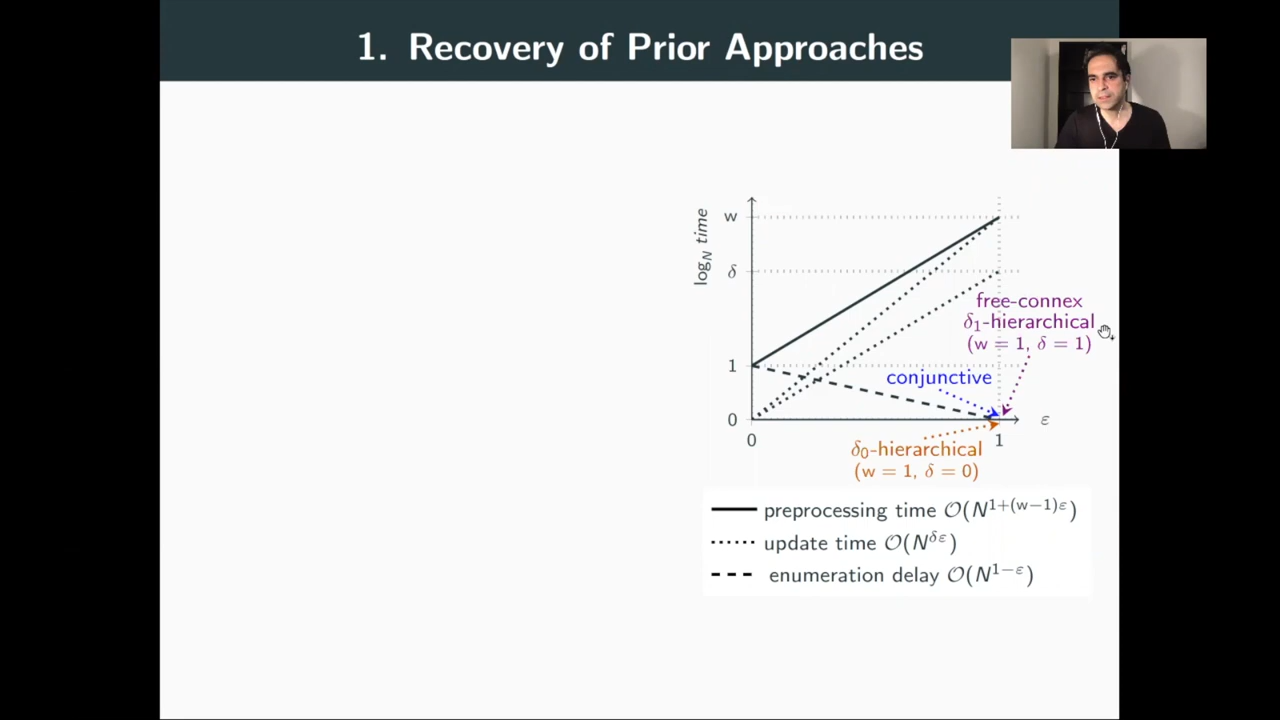 1. Recovery of Prior Approaches
log_N time
w
δ
1
0
0
1
ε
free-connex
δ₁-hierarchical
(w = 1, δ = 1)
conjunctive
δ₀-hierarchical
(w = 1, δ = 0)
preprocessing time 𝒪(N^{1+(w−1)ε})
update time 𝒪(N^{δε})
enumeration delay 𝒪(N^{1−ε})